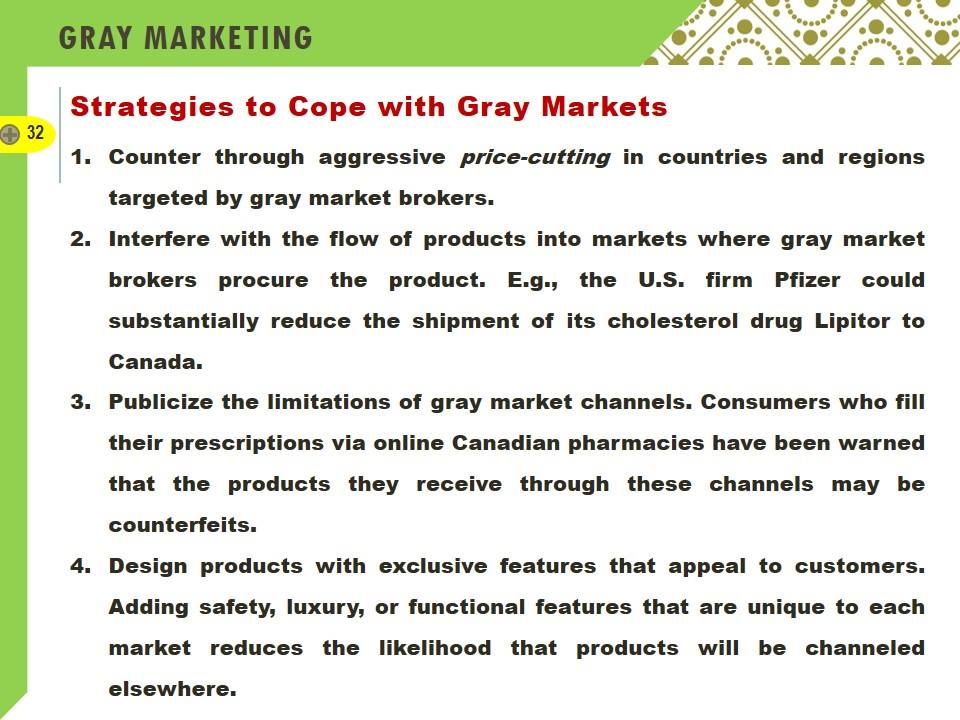 GRAY MARKETING
Strategies to Cope with Gray Markets
32
1. Counter through aggressive price-cutting in countries and regions
targeted by gray market brokers.
2. Interfere with the flow of products into markets where gray market
brokers procure the product. E.g., the U.S. firm Pfizer could
substantially reduce the shipment of its cholesterol drug Lipitor to
Canada.
3. Publicize the limitations of gray market channels. Consumers who fill
their prescriptions via online Canadian pharmacies have been warned
that the products they receive through these channels may be
counterfeits.
4. Design products with exclusive features that appeal to customers.
Adding safety, luxury, or functional features that are unique to each
market reduces the likelihood that products will be channeled
elsewhere.